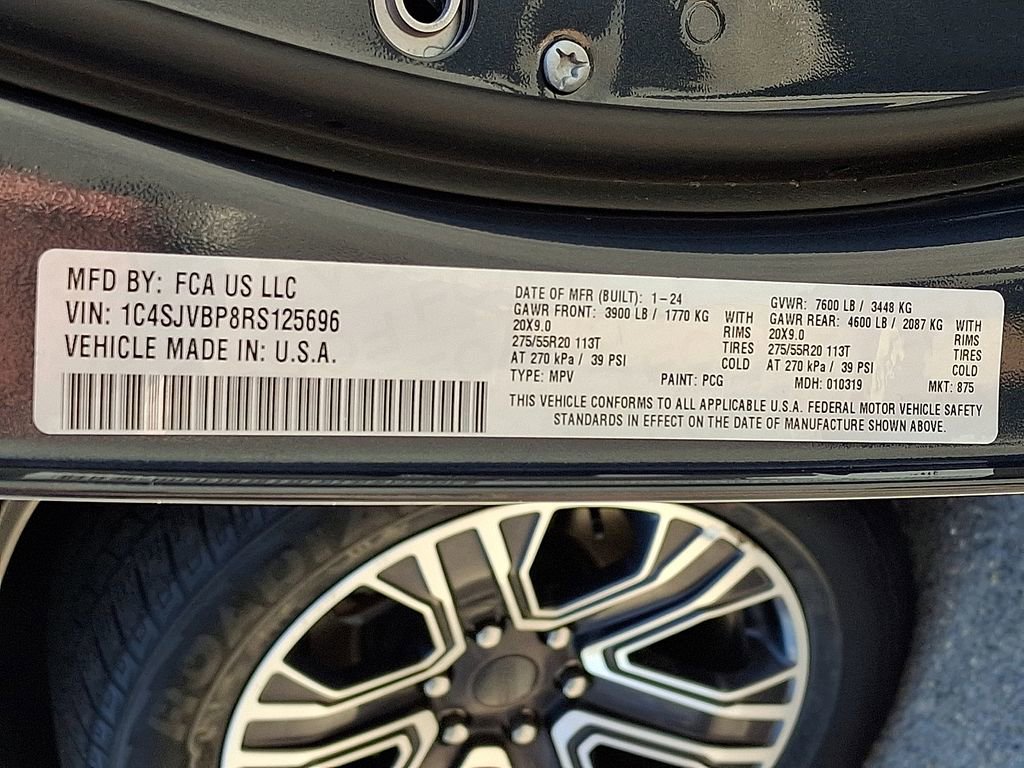 MFD BY: FCA US LLC
VIN: 1C4SJVBP8RS125696
VEHICLE MADE IN: U.S.A.
DATE OF MFR (BUILT): 1-24 GVWR: 7600 LB / 3448 KG
GAWR FRONT: 3900 LB / 1770 KG WITH GAWR REAR: 4600 LB / 2087 KG WITH
20X9.0 RIMS 20X9.0 RIMS
275/55R20 113T TIRES 275/55R20 113T TIRES
AT 270 kPa / 39 PSI COLD AT 270 kPa / 39 PSI COLD
TYPE: MPV PAINT: PCG MDH: 010319 MKT: 875
THIS VEHICLE CONFORMS TO ALL APPLICABLE U.S.A. FEDERAL MOTOR VEHICLE SAFETY
STANDARDS IN EFFECT ON THE DATE OF MANUFACTURE SHOWN ABOVE.